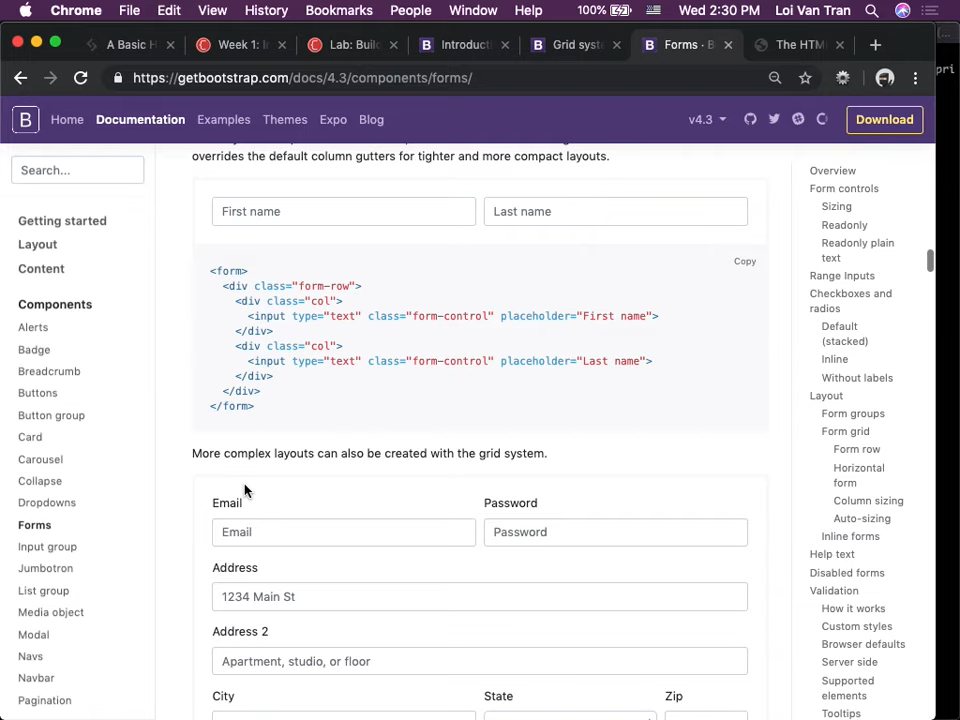 Chrome File Edit View History Bookmarks People Window Help 100% Wed 2:30 PM Loi Van Tran
A Basic H Week 1: I Lab: Buil Introducti Grid syst Forms · B The HTML
https://getbootstrap.com/docs/4.3/components/forms/
B Home Documentation Examples Themes Expo Blog v4.3 Download
overrides the default column gutters for tighter and more compact layouts.
Search...
Getting started
Layout
Content
Components
Alerts
Badge
Breadcrumb
Buttons
Button group
Card
Carousel
Collapse
Dropdowns
Forms
Input group
Jumbotron
List group
Media object
Modal
Navs
Navbar
Pagination
First name Last name
Copy
<form>
<div class="form-row">
<div class="col">
<input type="text" class="form-control" placeholder="First name">
</div>
<div class="col">
<input type="text" class="form-control" placeholder="Last name">
</div>
</div>
</form>
More complex layouts can also be created with the grid system.
Email Password
Email Password
Address
1234 Main St
Address 2
Apartment, studio, or floor
City State Zip
Overview
Form controls
Sizing
Readonly
Readonly plain
text
Range Inputs
Checkboxes and
radios
Default
(stacked)
Inline
Without labels
Layout
Form groups
Form grid
Form row
Horizontal
form
Column sizing
Auto-sizing
Inline forms
Help text
Disabled forms
Validation
How it works
Custom styles
Browser defaults
Server side
Supported
elements
Tooltips